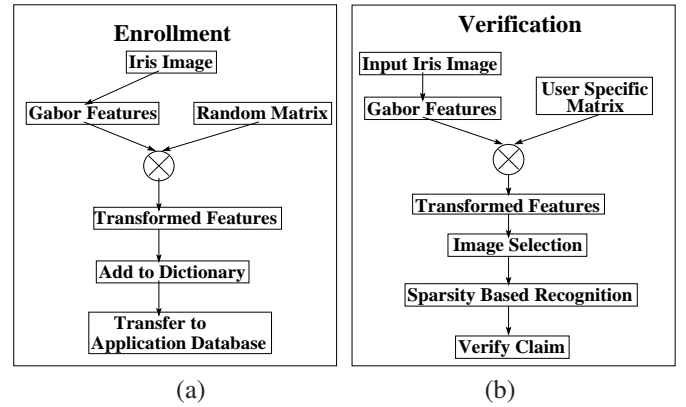 Enrollment
Iris Image
Gabor Features
Random Matrix
Transformed Features
Add to Dictionary
Transfer to
Application Database
(a)
Verification
Input Iris Image
Gabor Features
User Specific
Matrix
Transformed Features
Image Selection
Sparsity Based Recognition
Verify Claim
(b)